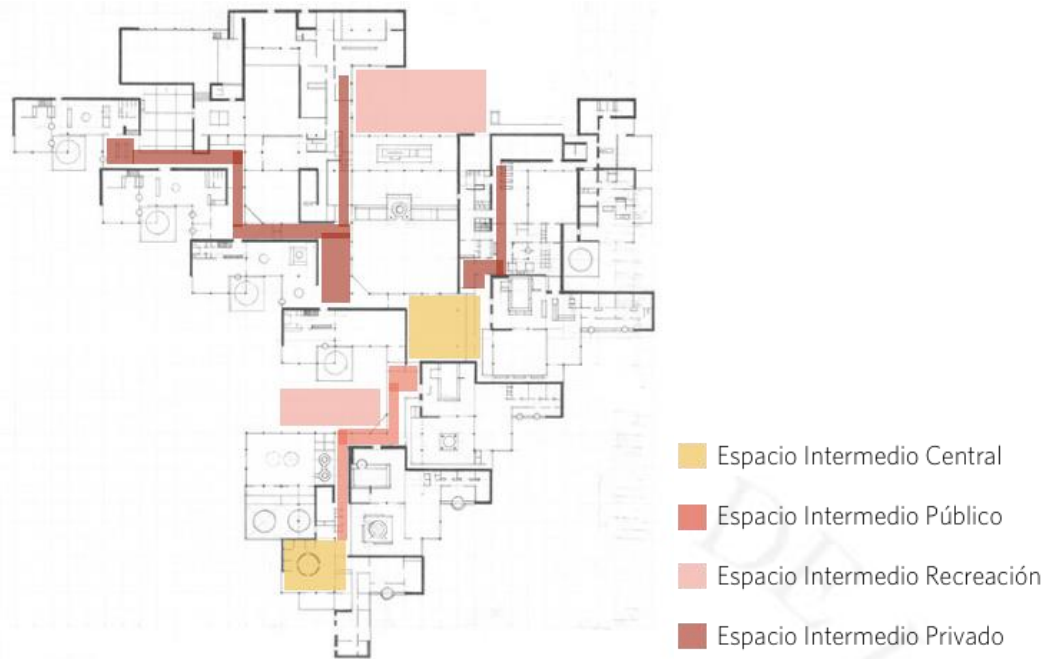 Espacio Intermedio Central
Espacio Intermedio Público
Espacio Intermedio Recreación
Espacio Intermedio Privado